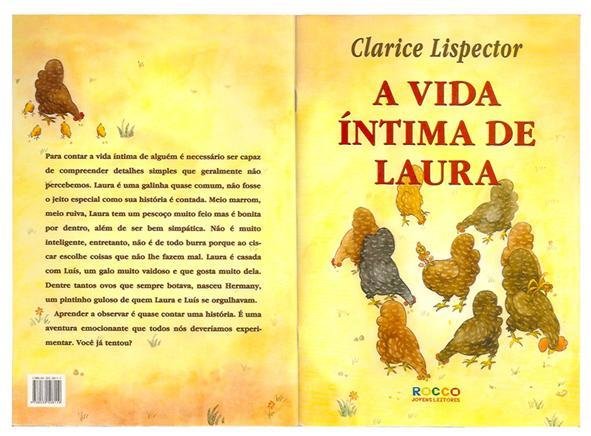 Para contar a vida íntima de alguém é necessário ser capaz
de compreender detalhes simples que geralmente não
percebemos. Laura é uma galinha quase comum, não fosse
o jeito especial como sua história é contada. Meio marrom,
meio ruiva, Laura tem um pescoço muito feio mas é bonita
por dentro, além de ser bem simpática. Não é muito
inteligente, entretanto, não é de todo burra porque ao cis-
car escolhe coisas que não lhe fazem mal. Laura é casada
com Luís, um galo muito vaidoso e que gosta muito dela.
Dentre tantos ovos que sempre botava, nasceu Hermany,
um pintinho guloso de quem Laura e Luís se orgulhavam.
Aprender a observar é quase contar uma história. É uma
aventura emocionante que todos nós deveríamos experi-
mentar. Você já tentou?
Clarice Lispector
A VIDA
ÍNTIMA DE
LAURA
ROCCO
JOVENS LEITORES